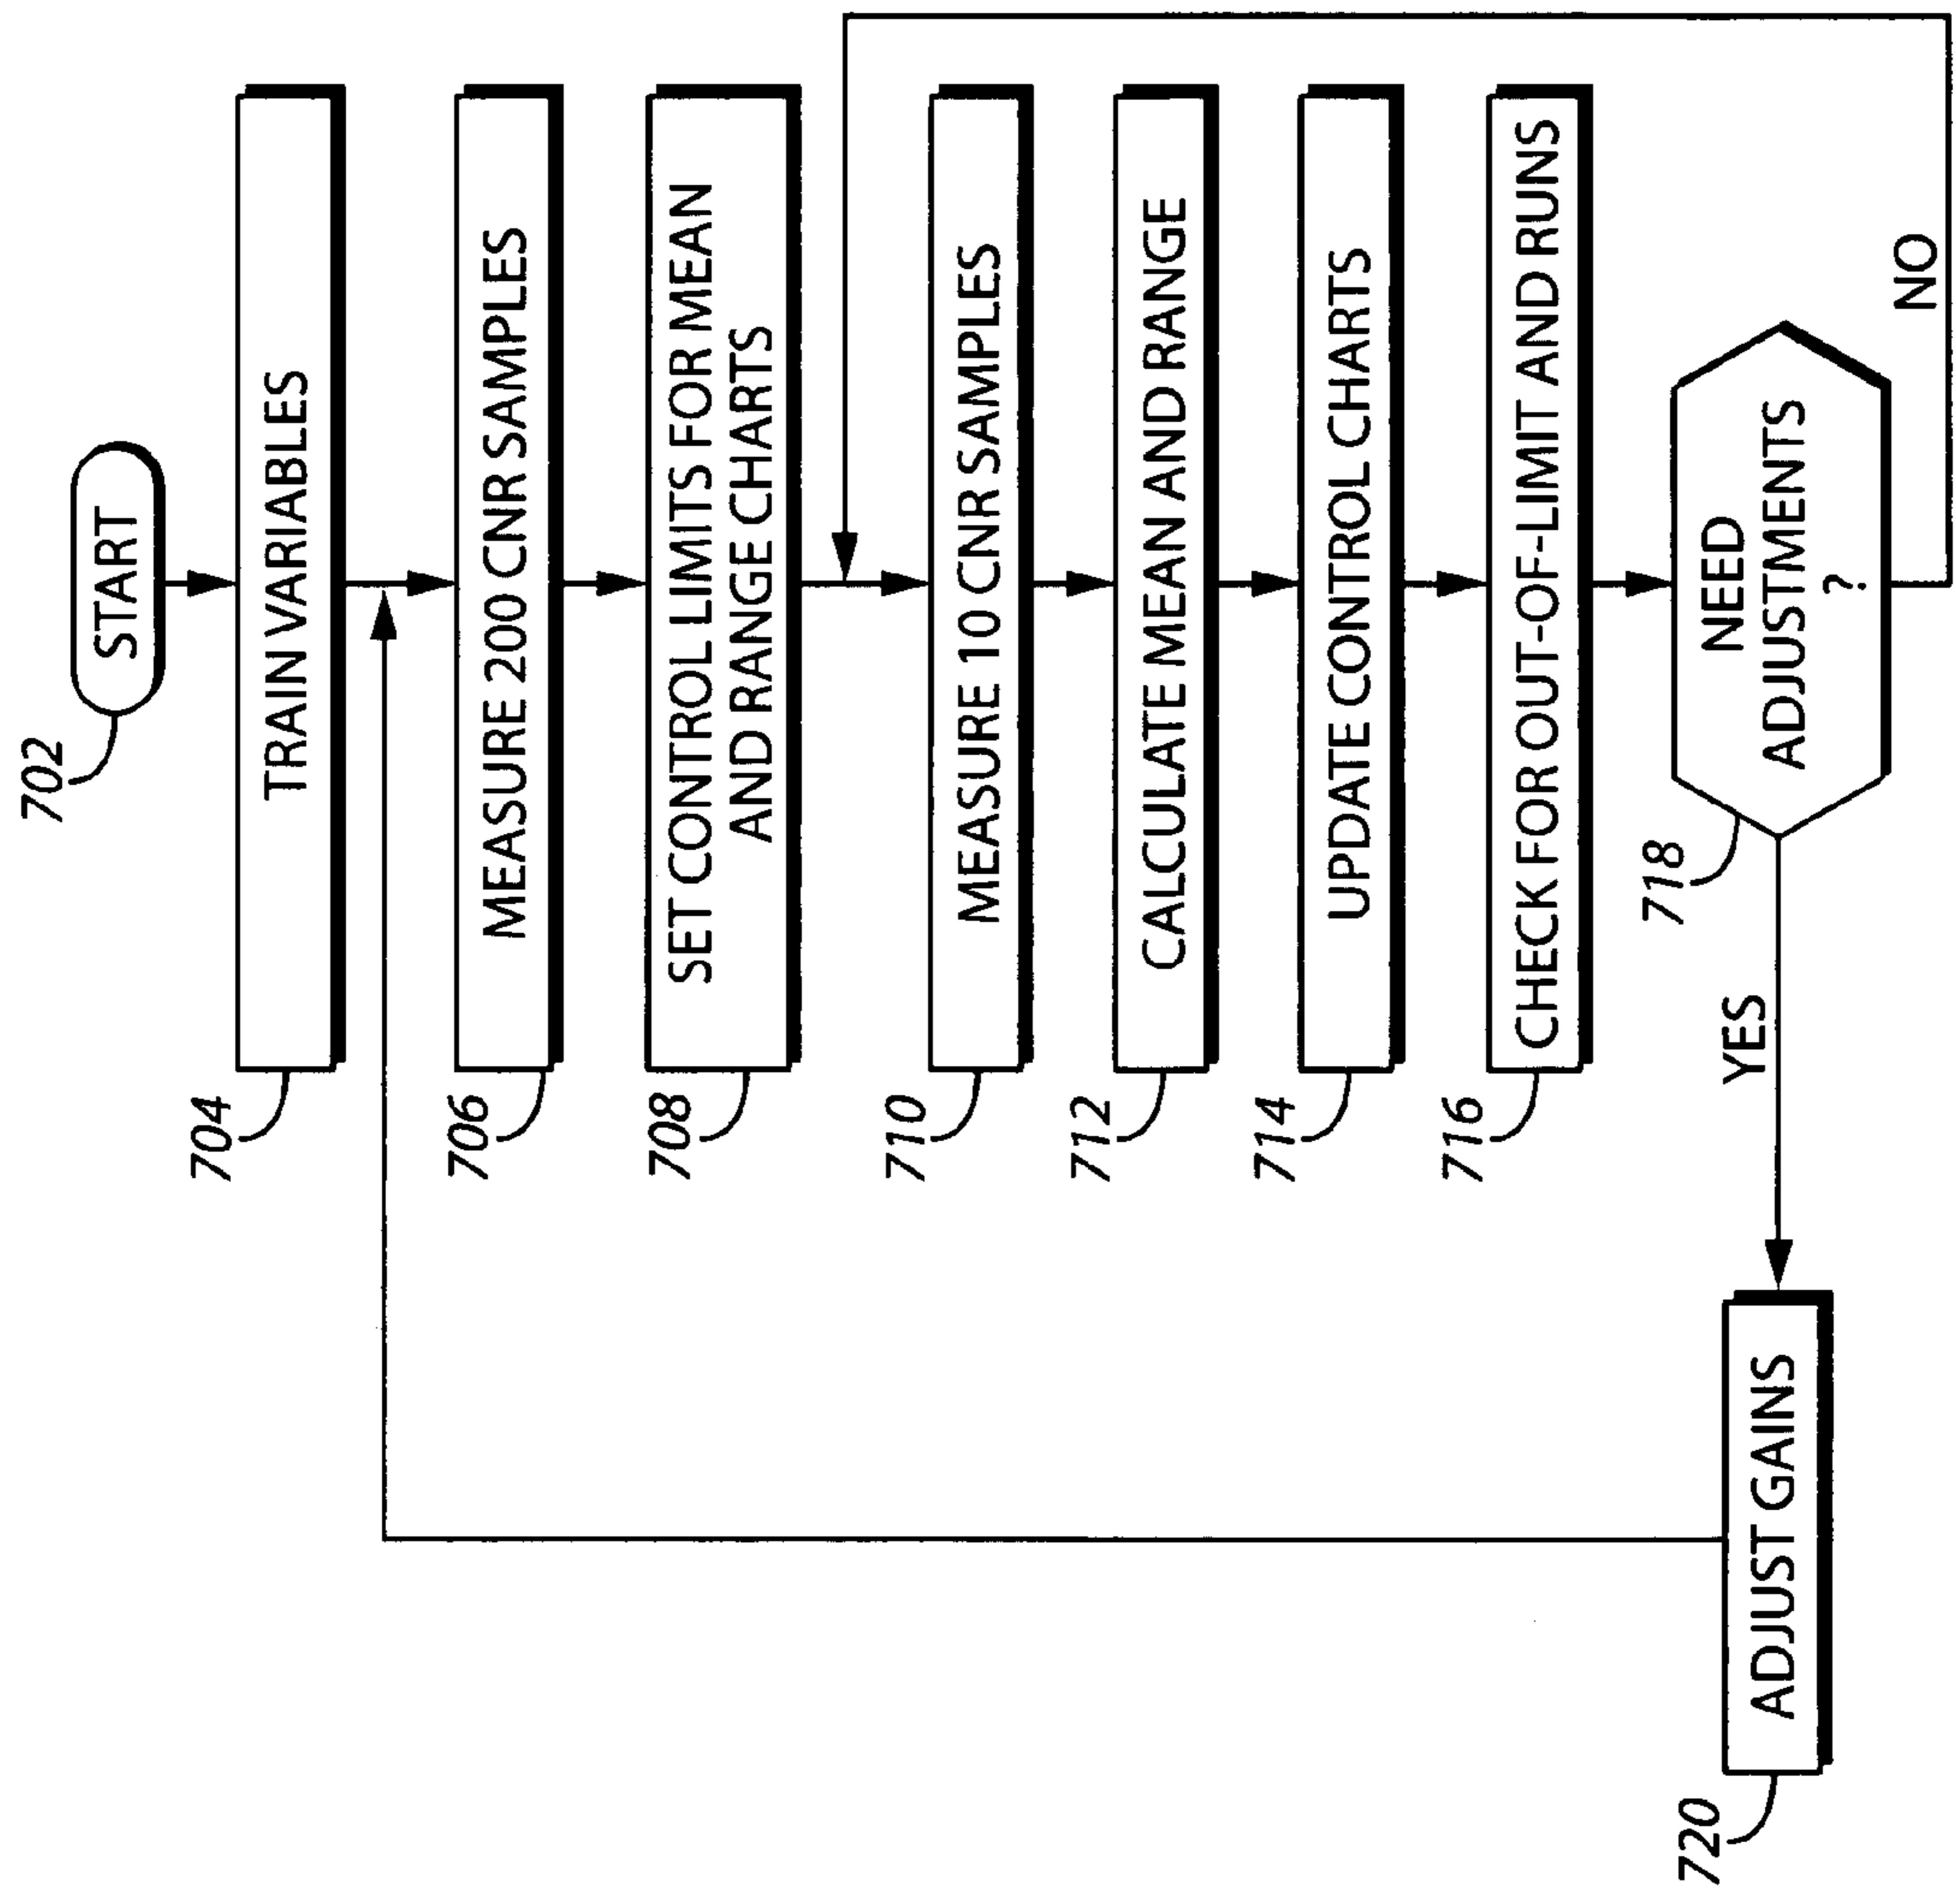 702
START
704
TRAIN VARIABLES
706
MEASURE 200 CNR SAMPLES
708
SET CONTROL LIMITS FOR MEAN
AND RANGE CHARTS
710
MEASURE 10 CNR SAMPLES
712
CALCULATE MEAN AND RANGE
714
UPDATE CONTROL CHARTS
716
CHECK FOR OUT-OF-LIMIT AND RUNS
718
NEED
ADJUSTMENTS
?
YES
NO
720
ADJUST GAINS